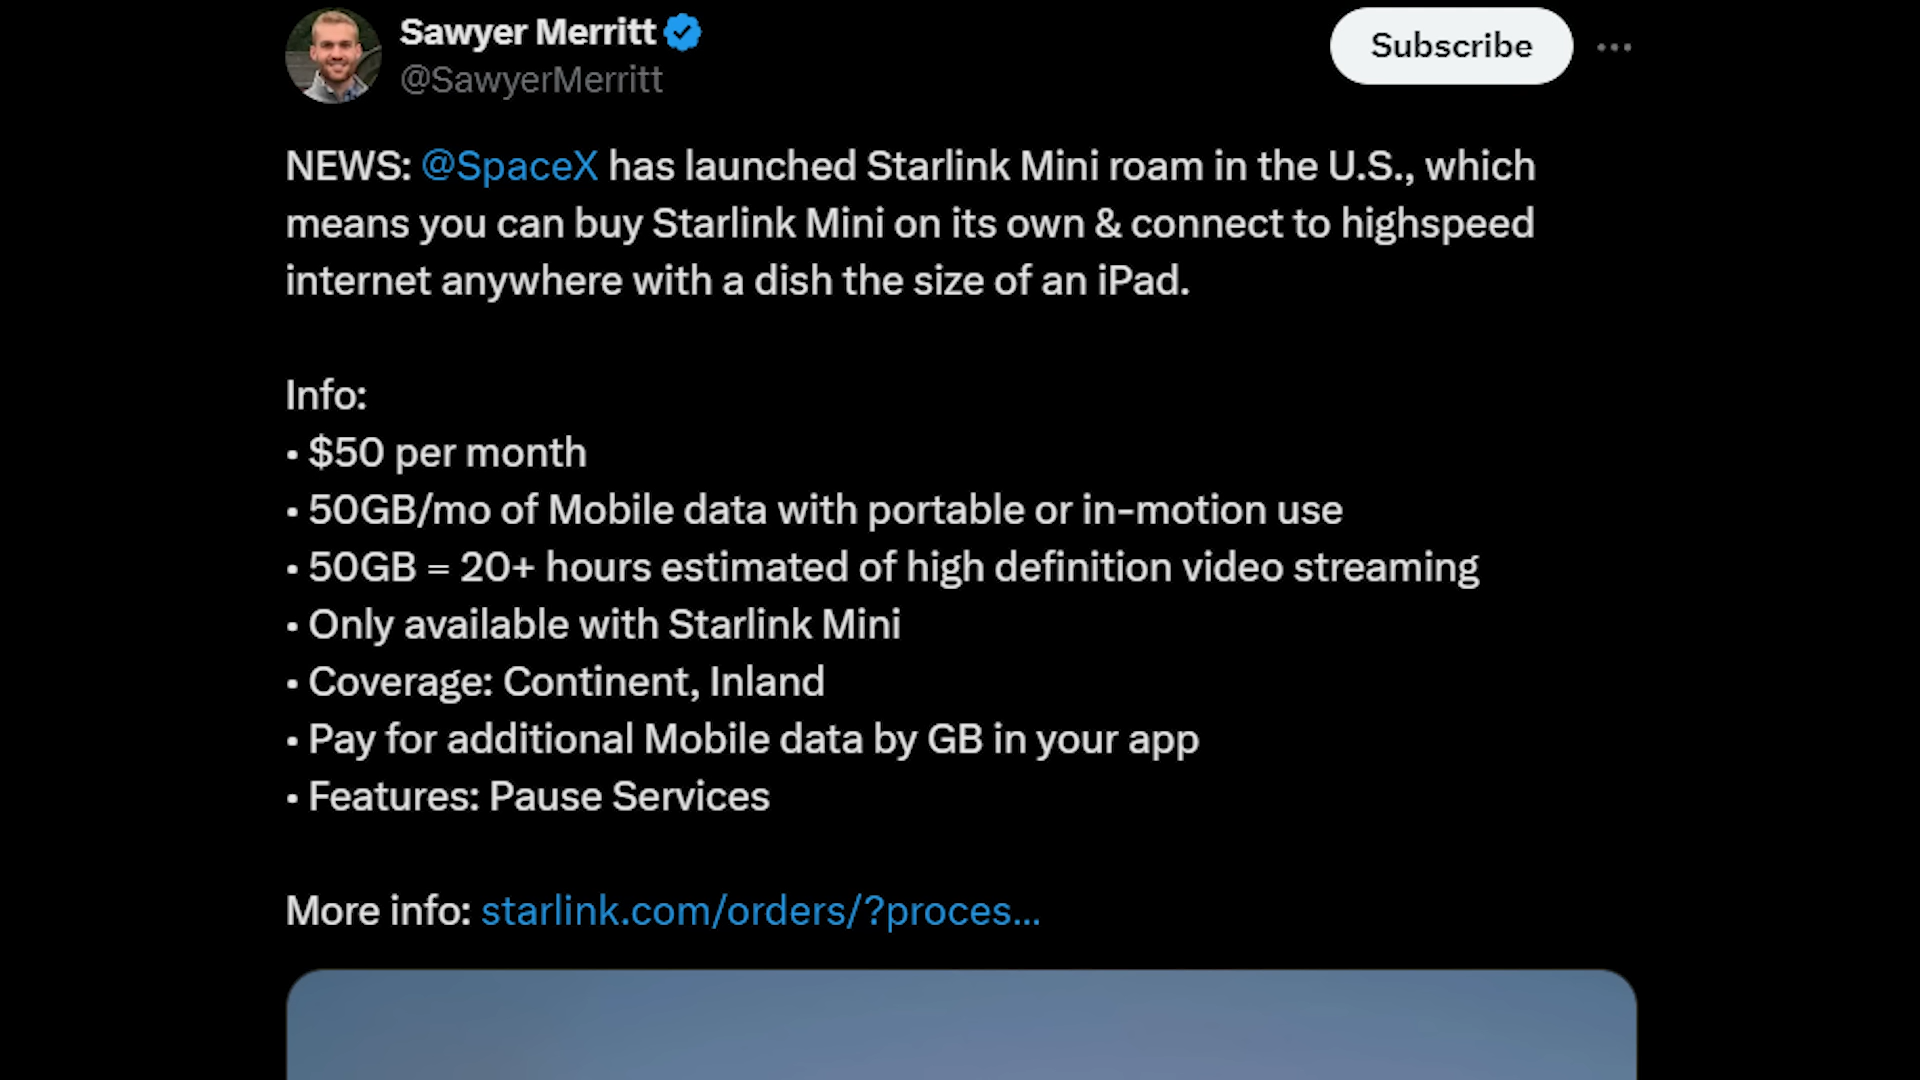 Sawyer Merritt
@SawyerMerritt
Subscribe
NEWS: @SpaceX has launched Starlink Mini roam in the U.S., which
means you can buy Starlink Mini on its own & connect to highspeed
internet anywhere with a dish the size of an iPad.
Info:
• $50 per month
• 50GB/mo of Mobile data with portable or in-motion use
• 50GB = 20+ hours estimated of high definition video streaming
• Only available with Starlink Mini
• Coverage: Continent, Inland
• Pay for additional Mobile data by GB in your app
• Features: Pause Services
More info: starlink.com/orders/?proces...